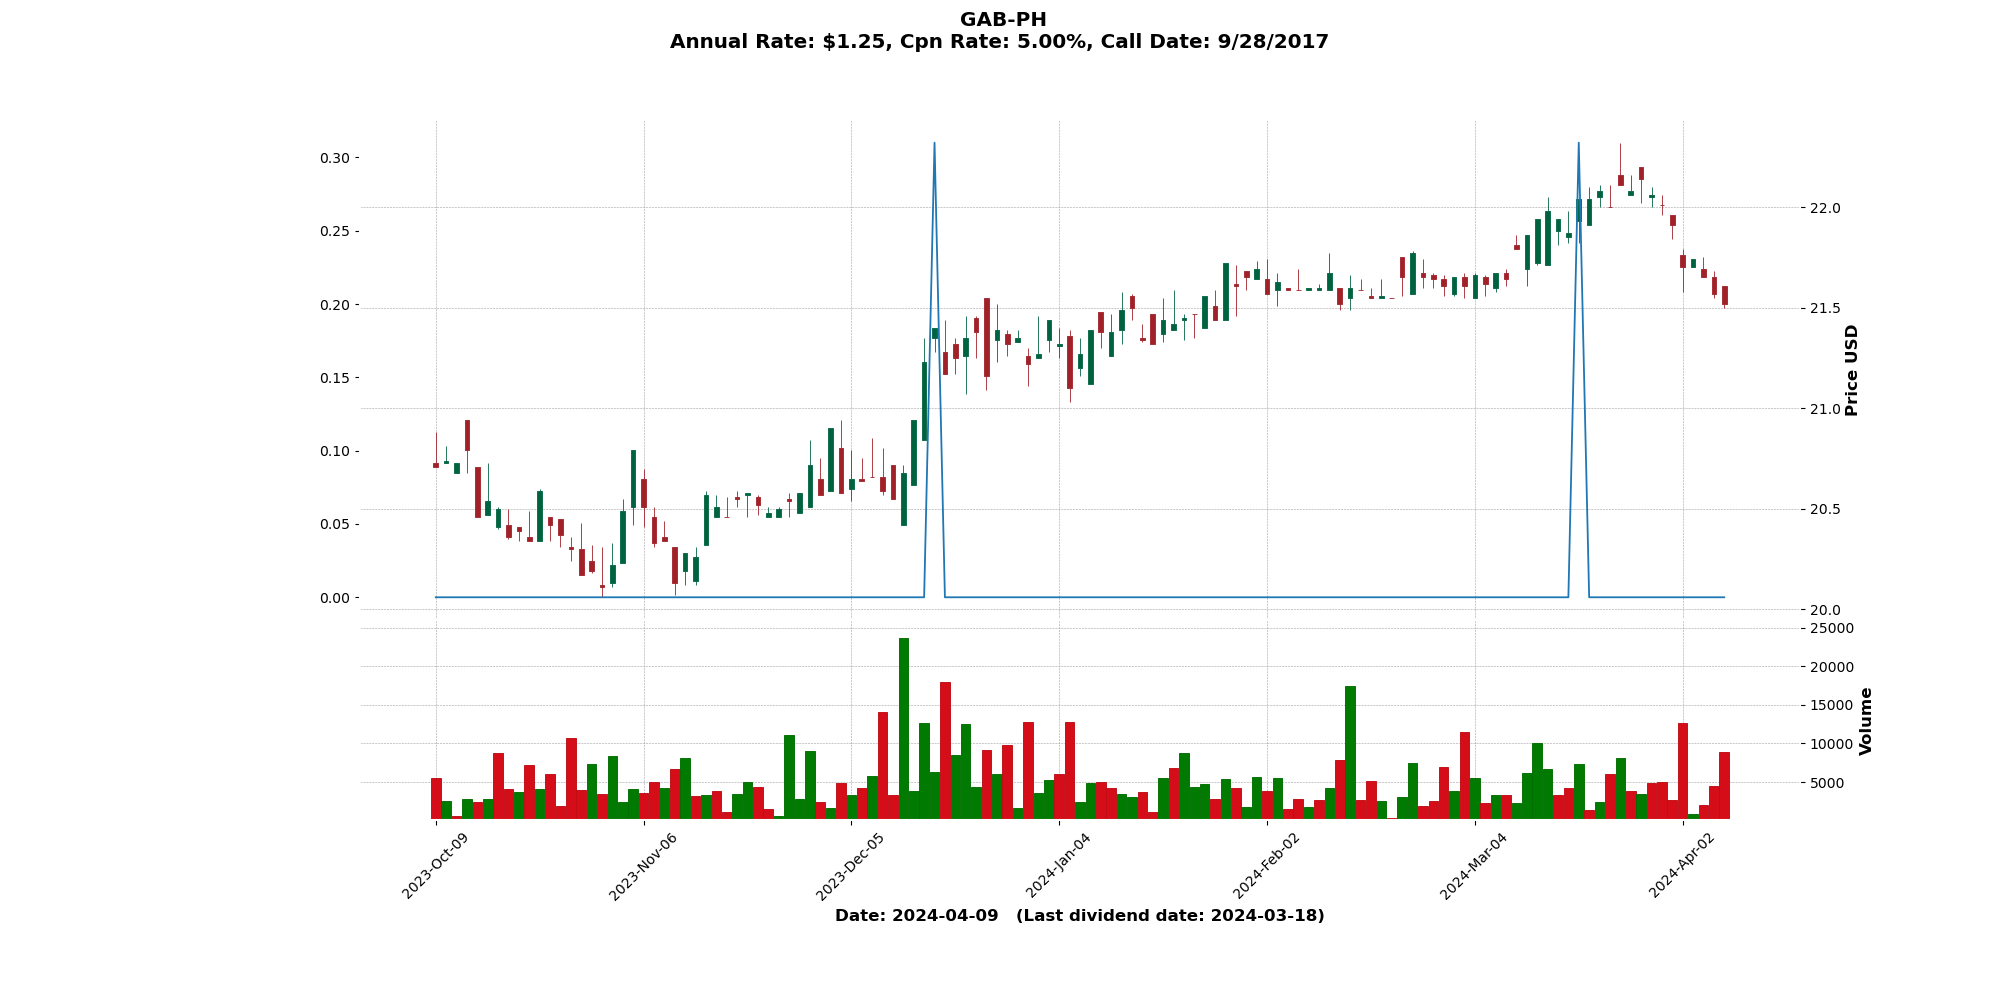 GAB-PH
Annual Rate: $1.25, Cpn Rate: 5.00%, Call Date: 9/28/2017
0.30
0.25
0.20
0.15
0.10
0.05
0.00
22.0
21.5
21.0
20.5
20.0
Price USD
25000
20000
15000
10000
5000
Volume
2023-Oct-09
2023-Nov-06
2023-Dec-05
2024-Jan-04
2024-Feb-02
2024-Mar-04
2024-Apr-02
Date: 2024-04-09 (Last dividend date: 2024-03-18)